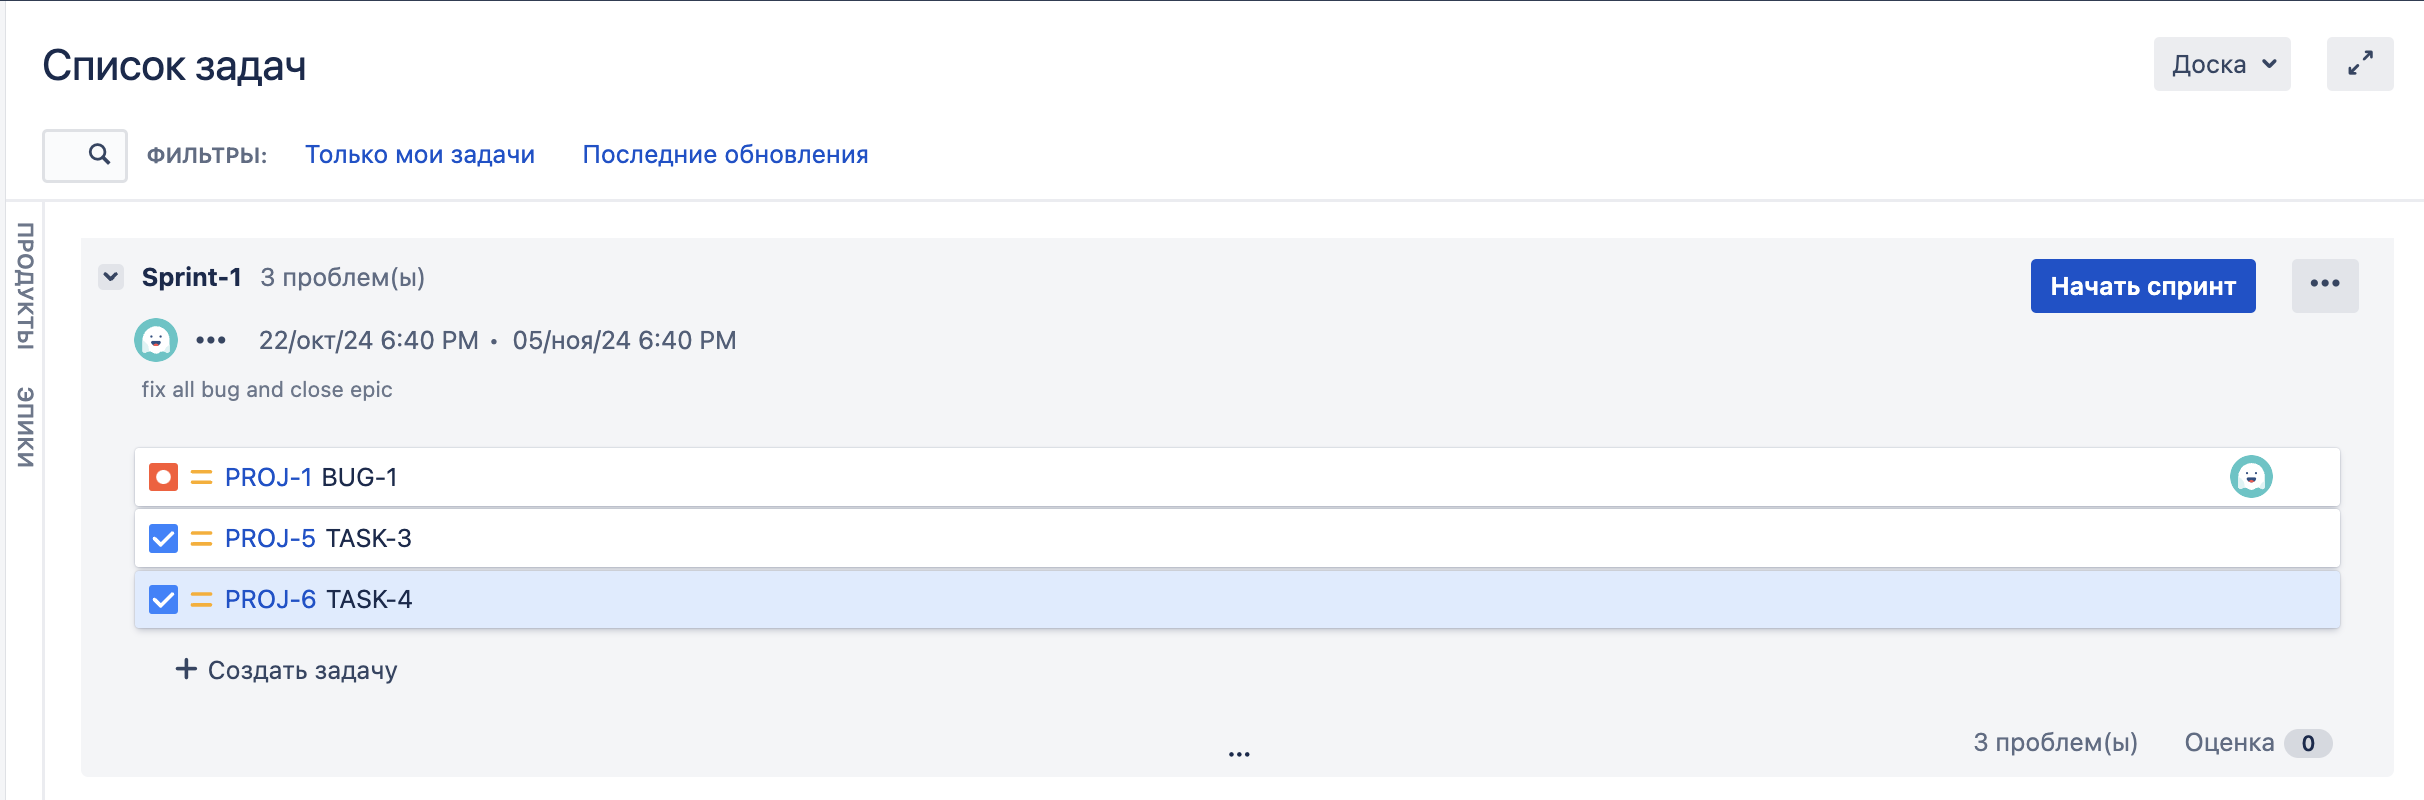 Список задач
Доска
ФИЛЬТРЫ: Только мои задачи Последние обновления
ПРОДУКТЫ
ЭПИКИ
Sprint-1 3 проблем(ы)
Начать спринт
22/окт/24 6:40 PM • 05/ноя/24 6:40 PM
fix all bug and close epic
PROJ-1 BUG-1
PROJ-5 TASK-3
PROJ-6 TASK-4
+ Создать задачу
3 проблем(ы) Оценка 0